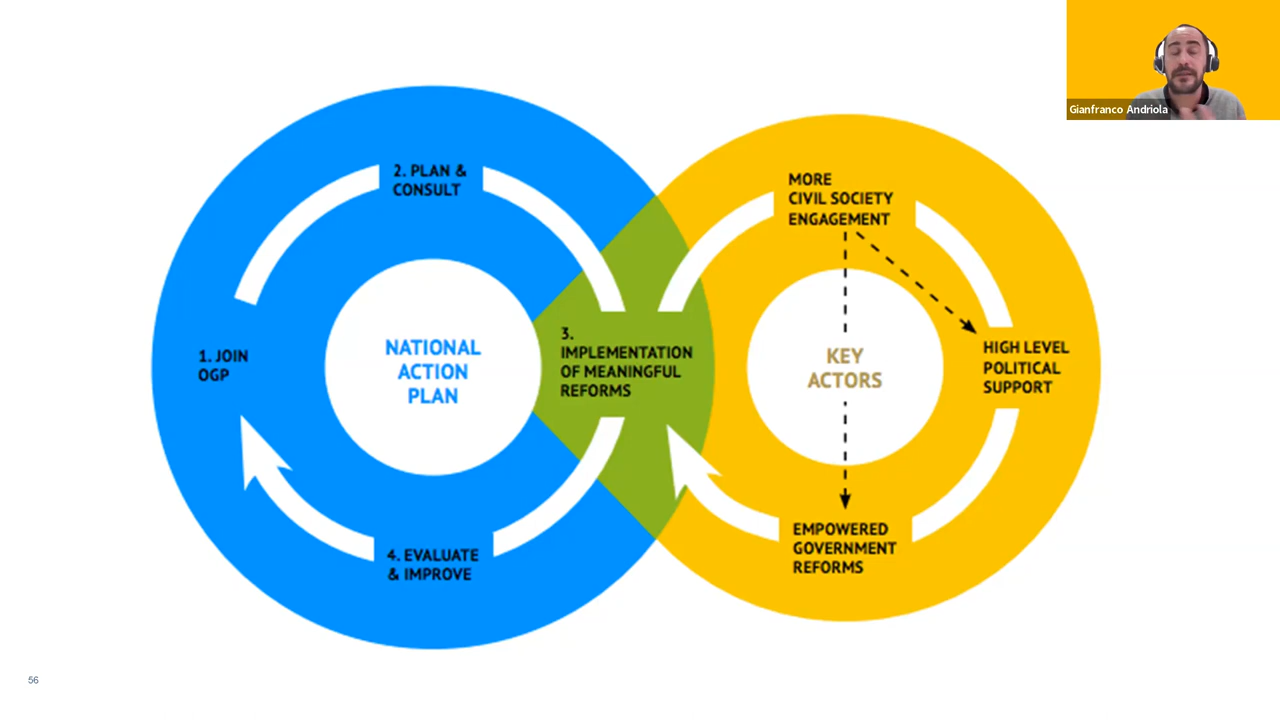 Gianfranco Andriola
2. PLAN &
CONSULT
1. JOIN
OGP
NATIONAL
ACTION
PLAN
3.
IMPLEMENTATION
OF MEANINGFUL
REFORMS
4. EVALUATE
& IMPROVE
MORE
CIVIL SOCIETY
ENGAGEMENT
KEY
ACTORS
HIGH LEVEL
POLITICAL
SUPPORT
EMPOWERED
GOVERNMENT
REFORMS
56